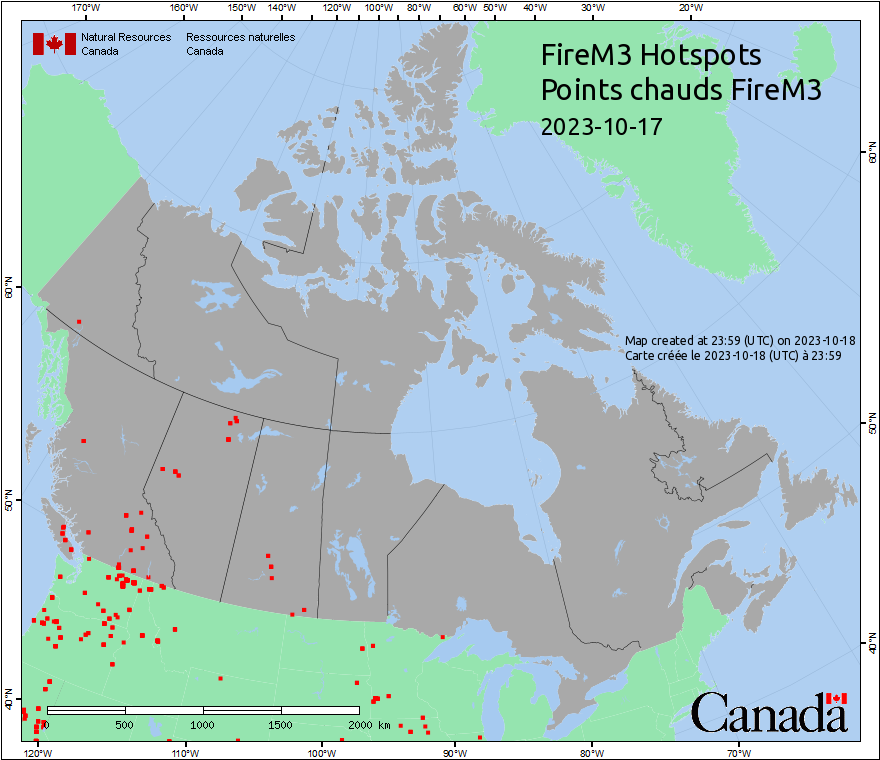 170°W 160°W 150°W 140°W 130°W 120°W 110°W 100°W 90°W 80°W 60°W 60°W 50°W 40°W 30°W 20°W
Natural Resources Ressources naturelles
Canada Canada
FireM3 Hotspots
Points chauds FireM3
2023-10-17
60°N
60°N
Map created at 23:59 (UTC) on 2023-10-18
Carte créée le 2023-10-18 (UTC) à 23:59
50°N
50°N
40°N
40°N
Canada
0 500 1000 1500 2000 km
120°W 110°W 100°W 90°W 80°W 70°W